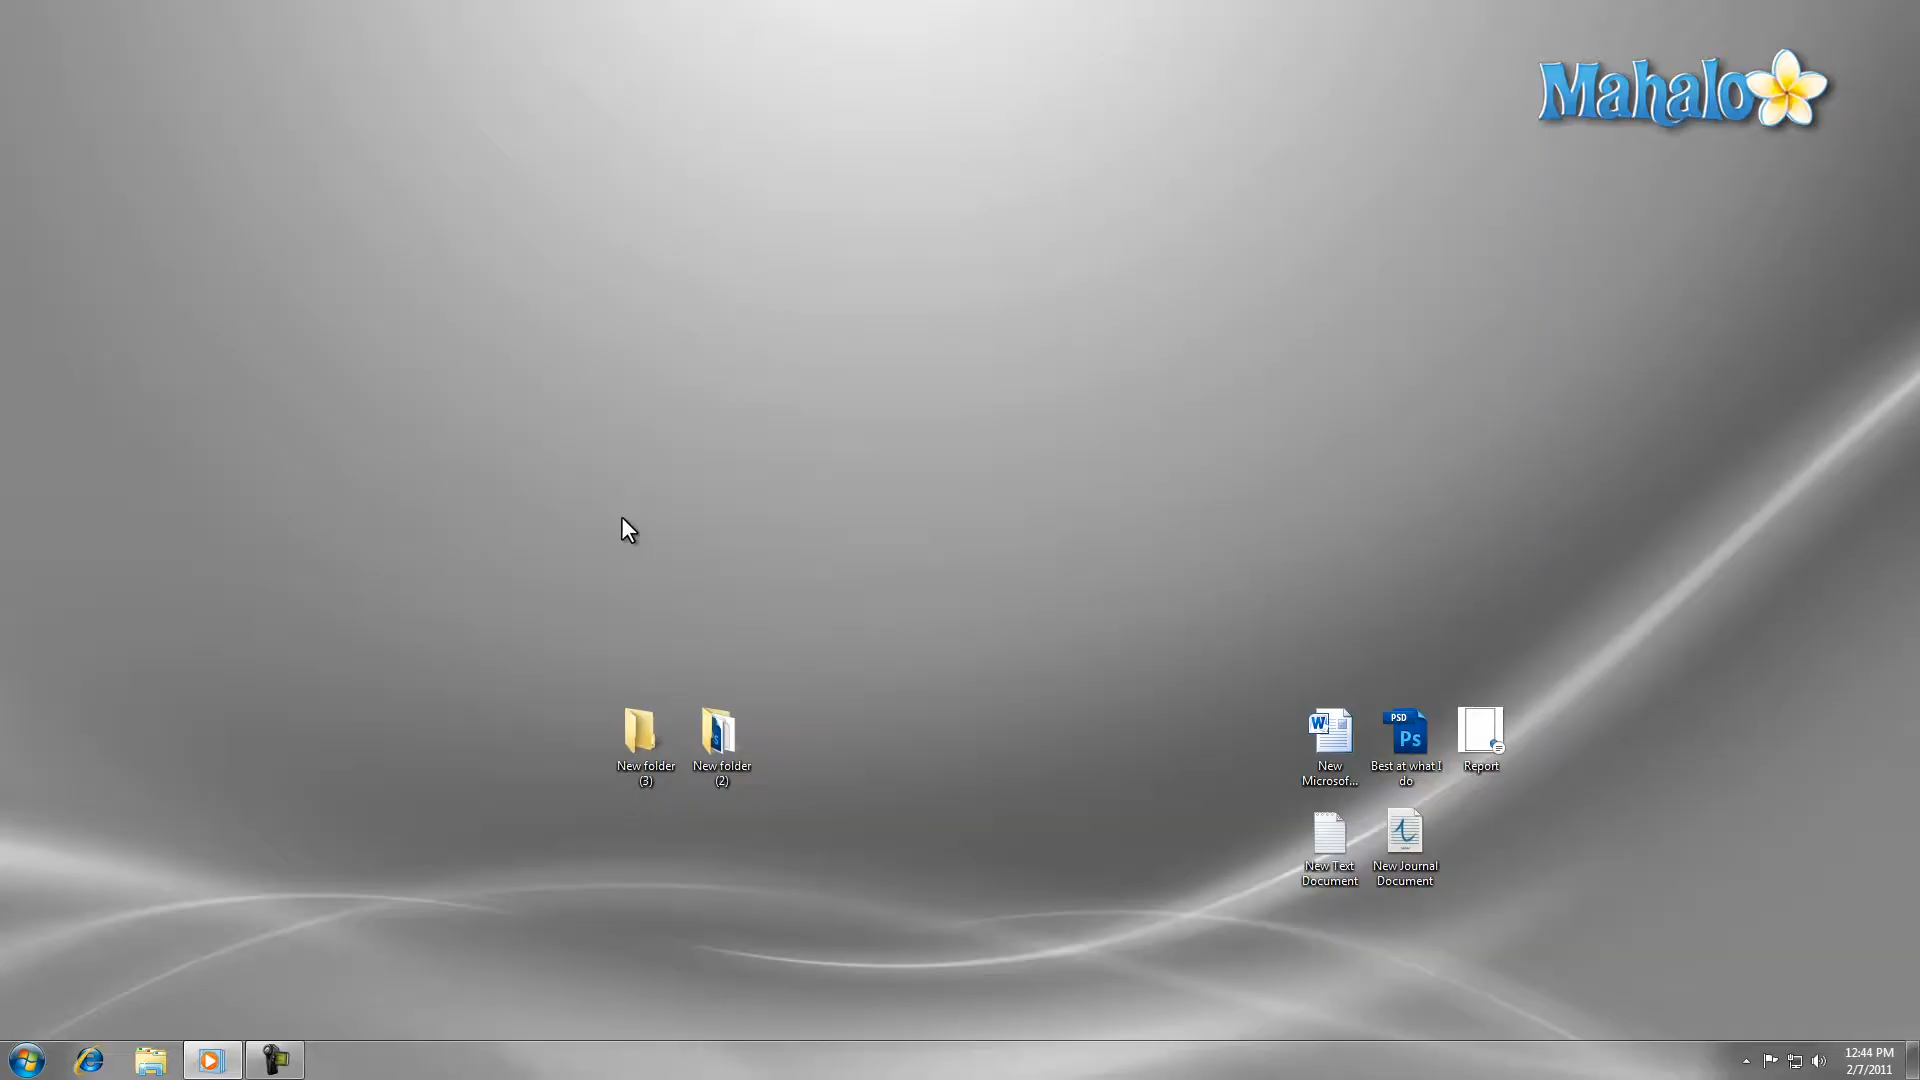 Mahalo
New folder
(3)
New folder
(2)
New
Microsof...
PSD
Ps
Best at what I
do
Report
New Text
Document
New Journal
Document
12:44 PM
2/7/2011